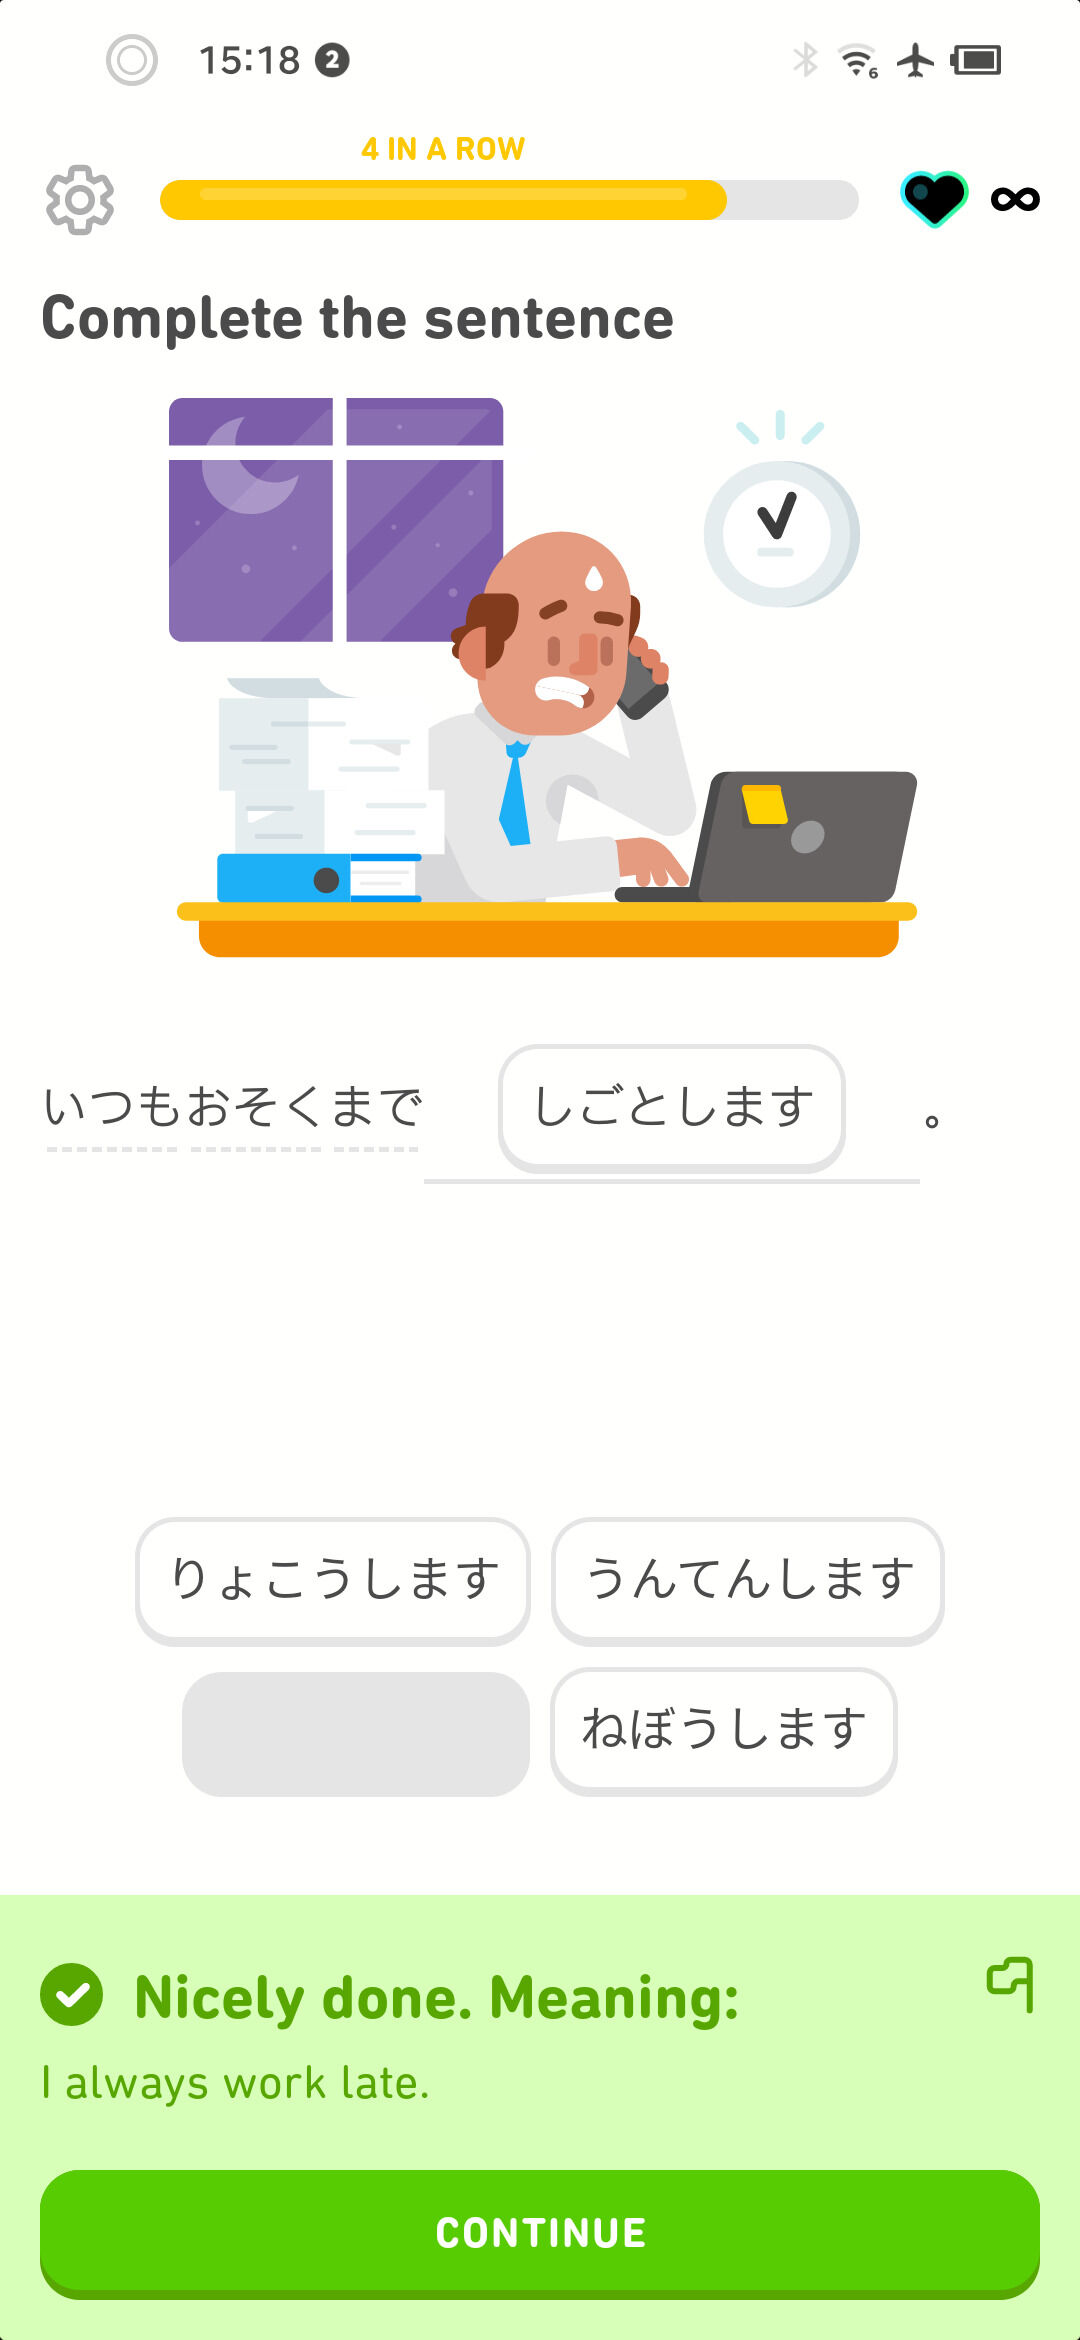 15:18 2
6
4 IN A ROW
Complete the sentence
いつもおそくまで しごとします 。
りょこうします うんてんします
ねぼうします
Nicely done. Meaning:
I always work late.
CONTINUE